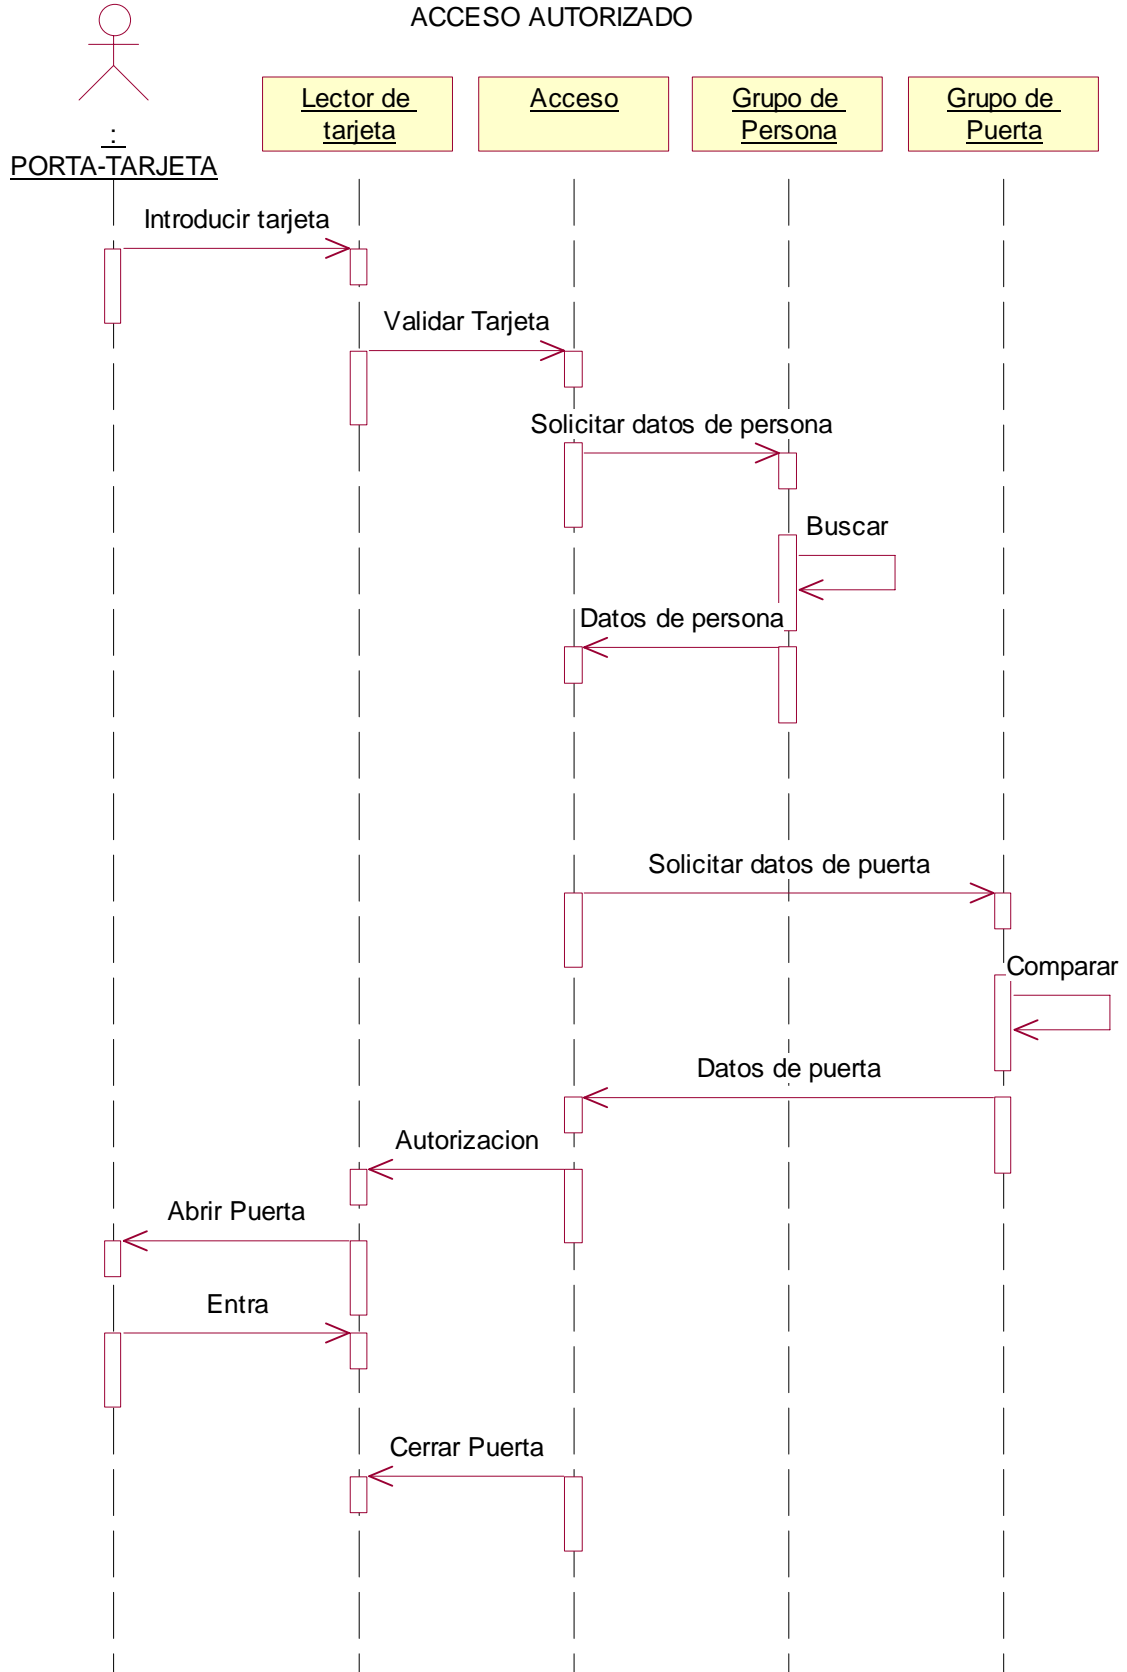 ACCESO AUTORIZADO
:
PORTA-TARJETA
Lector de
tarjeta
Acceso
Grupo de
Persona
Grupo de
Puerta
Introducir tarjeta
Validar Tarjeta
Solicitar datos de persona
Buscar
Datos de persona
Solicitar datos de puerta
Comparar
Datos de puerta
Autorizacion
Abrir Puerta
Entra
Cerrar Puerta